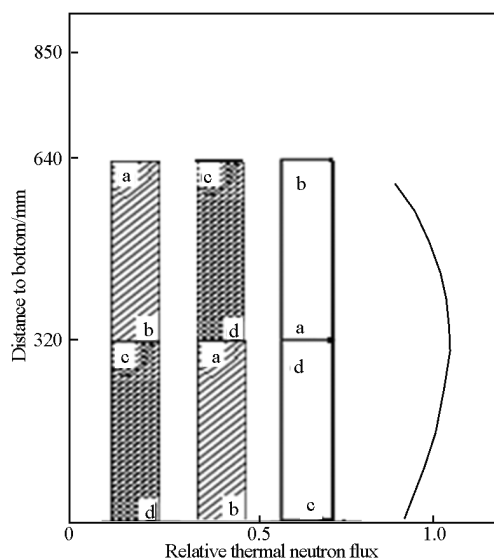 850
640
a
c
b
320
b
d
a
c
a
d
d
b
c
0
0.5
1.0
Distance to bottom/mm
Relative thermal neutron flux